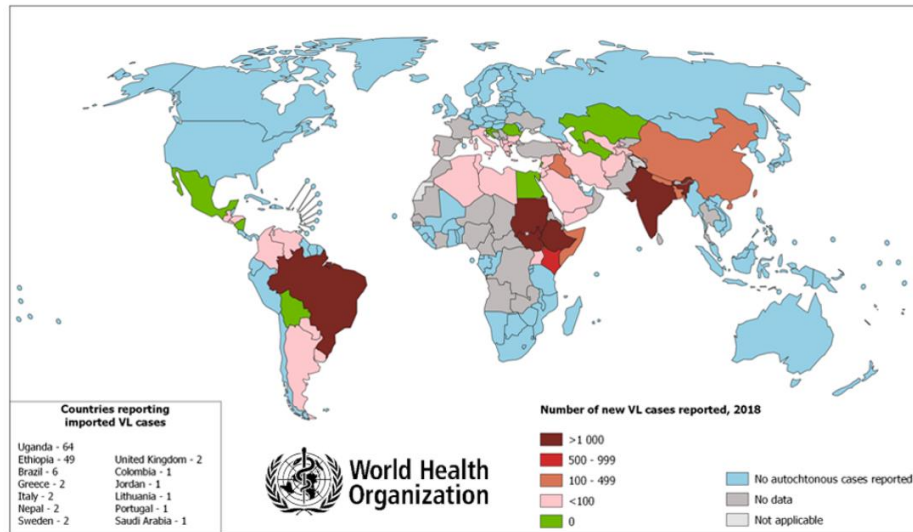 Countries reporting
imported VL cases
Uganda - 64
Ethiopia - 49
Brazil - 6
Greece - 2
Italy - 2
Nepal - 2
Sweden - 2
United Kingdom - 2
Colombia - 1
Jordan - 1
Lithuania - 1
Portugal - 1
Saudi Arabia - 1
World Health
Organization
Number of new VL cases reported, 2018
>1 000
500 - 999
100 - 499
<100
0
No autochtonous cases reported
No data
Not applicable